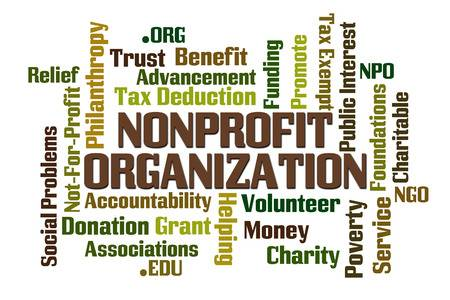 .ORG
Trust Benefit
Relief
Advancement
Tax Deduction
Philanthropy
Not-For-Profit
Social Problems
Funding
Promote
Tax Exempt
Public Interest
NPO
Foundations
Charitable
NGO
NONPROFIT
ORGANIZATION
Accountability
Volunteer
Donation Grant
Helping
Money
Associations
Charity
.EDU
Poverty
Service